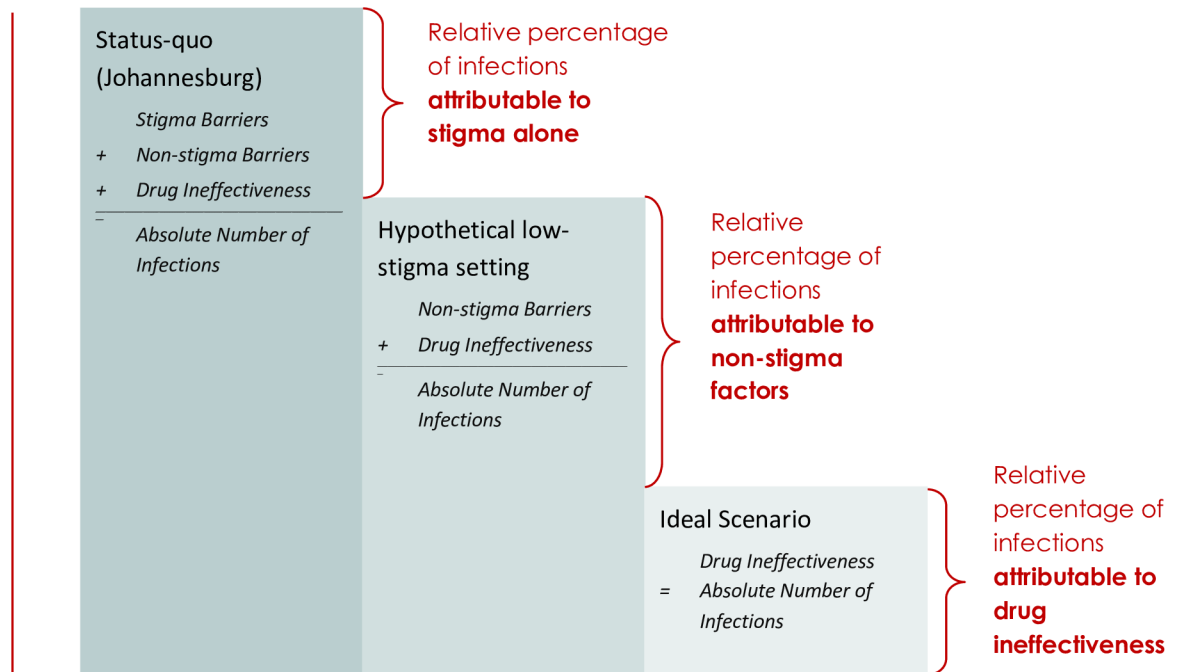 Status-quo
(Johannesburg)
Stigma Barriers
+ Non-stigma Barriers
+ Drug Ineffectiveness
=
Absolute Number of
Infections
Relative percentage
of infections
attributable to
stigma alone
Hypothetical low-
stigma setting
Non-stigma Barriers
+ Drug Ineffectiveness
=
Absolute Number of
Infections
Relative
percentage of
infections
attributable to
non-stigma
factors
Ideal Scenario
Drug Ineffectiveness
= Absolute Number of
Infections
Relative
percentage of
infections
attributable to
drug
ineffectiveness